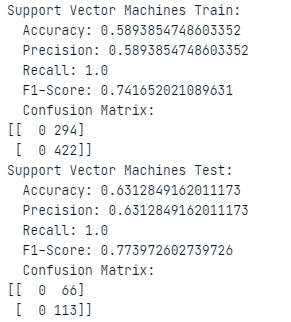 Support Vector Machines Train:
  Accuracy: 0.5893854748603352
  Precision: 0.5893854748603352
  Recall: 1.0
  F1-Score: 0.741652021089631
  Confusion Matrix:
[[  0 294]
 [  0 422]]
Support Vector Machines Test:
  Accuracy: 0.6312849162011173
  Precision: 0.6312849162011173
  Recall: 1.0
  F1-Score: 0.773972602739726
  Confusion Matrix:
[[  0  66]
 [  0 113]]